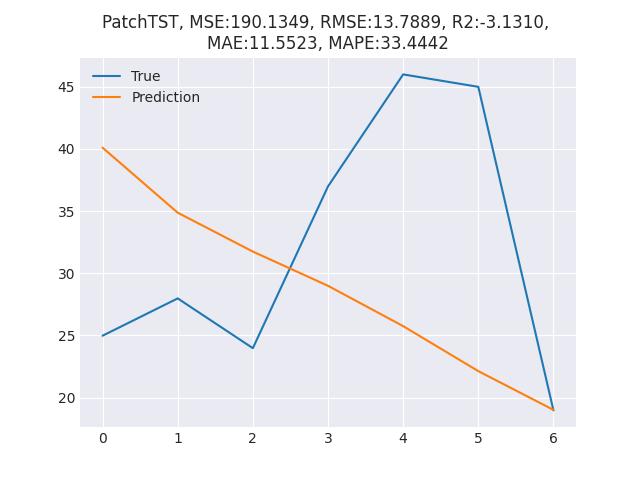 PatchTST, MSE:190.1349, RMSE:13.7889, R2:-3.1310,
MAE:11.5523, MAPE:33.4442
True
Prediction
45
40
35
30
25
20
0 1 2 3 4 5 6